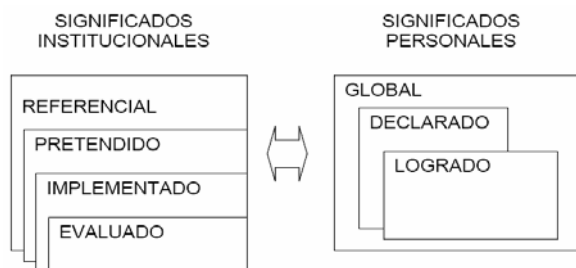 SIGNIFICADOS
INSTITUCIONALES
REFERENCIAL
PRETENDIDO
IMPLEMENTADO
EVALUADO
SIGNIFICADOS
PERSONALES
GLOBAL
DECLARADO
LOGRADO